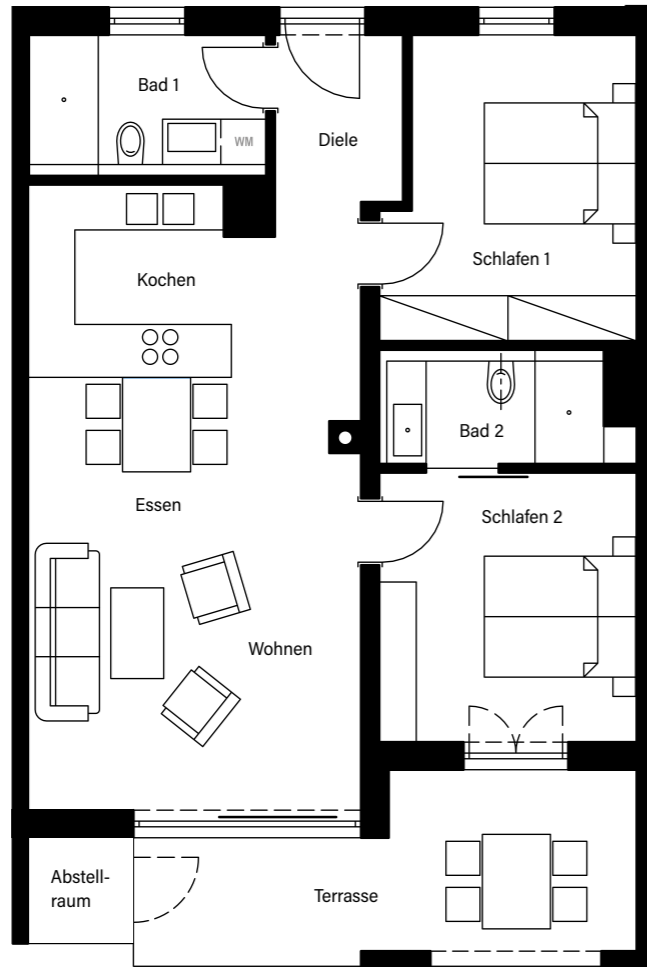 Bad 1
WM
Diele
Schlafen 1
Kochen
Bad 2
Essen
Schlafen 2
Wohnen
Abstell-
raum
Terrasse